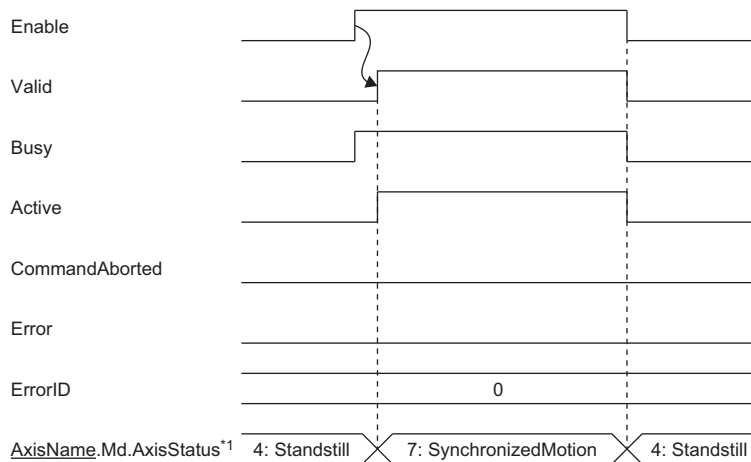 Enable
Valid
Busy
Active
CommandAborted
Error
ErrorID 0
AxisName.Md.AxisStatus*1 4: Standstill 7: SynchronizedMotion 4: Standstill